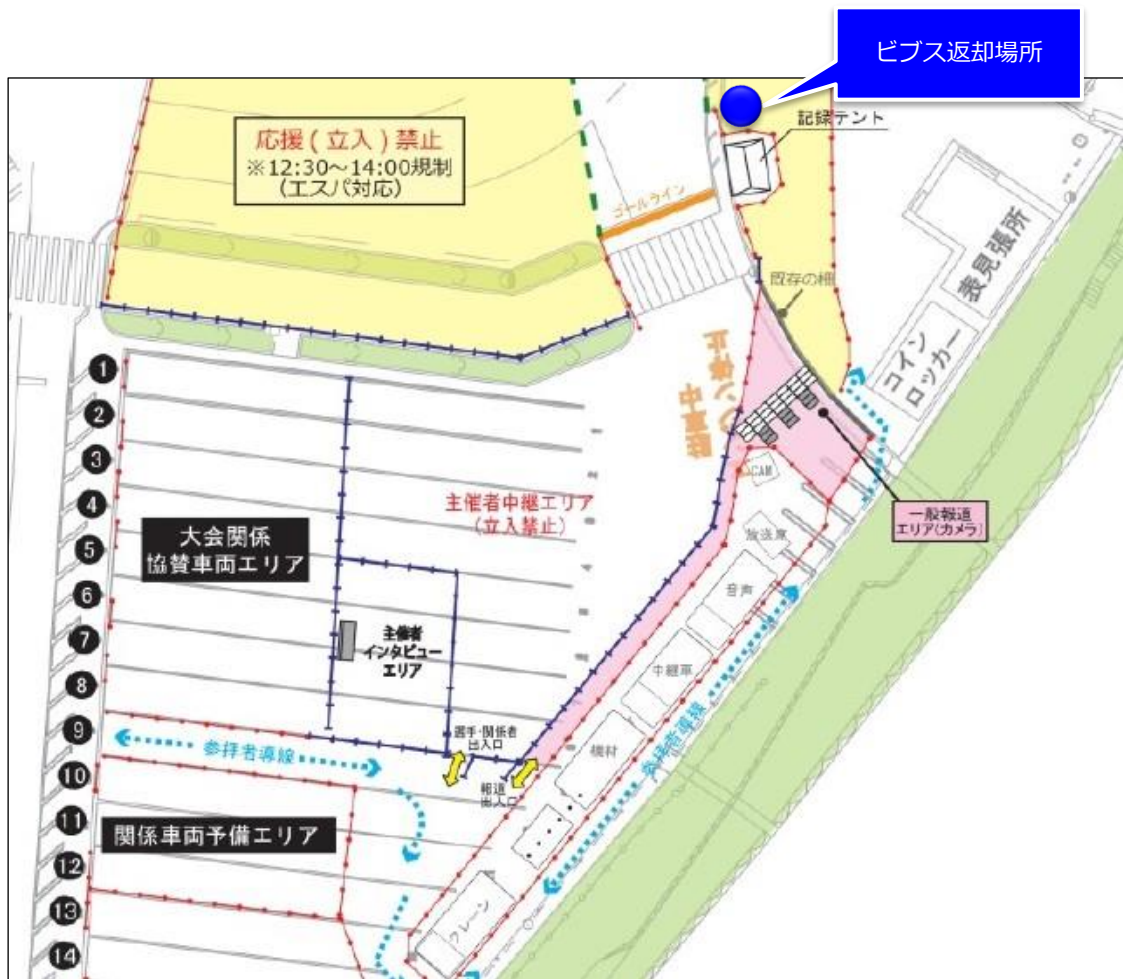 ビブス返却場所
記録テント
応援(立入)禁止
※12:30～14:00規制
(エスパ対応)
ゴールライン
既存の柵
義見張所
コイン
ロッカー
1
2
3
4
5
6
7
8
9
10
11
12
13
14
主催者中継エリア
(立入禁止)
CAM
一般報道
エリア(カメラ)
放送席
音声
中継車
機材
クレーン
大会関係
協賛車両エリア
主催者
インタビュー
エリア
選手・関係者
出入口
報道
出入口
参拝者導線
参拝者導線
関係車両予備エリア